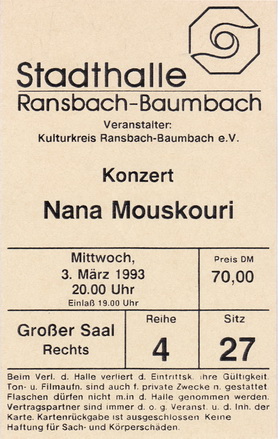 Stadthalle
Ransbach-Baumbach
Veranstalter:
Kulturkreis Ransbach-Baumbach e.V.
Konzert
Nana Mouskouri
Mittwoch,
3. März 1993
20.00 Uhr
Einlaß 19.00 Uhr
Preis DM
70,00
Großer Saal
Rechts
Reihe
4
Sitz
27
Beim Verl. d. Halle verliert d. Eintrittsk. ihre Gültigkeit.
Ton- u. Filmaufn. sind auch f. private Zwecke n. gestattet
Flaschen dürfen nicht m.in d. Halle genommen werden.
Vertragspartner sind immer d. o. g. Veranst. u. d. Inh. der
Karte. Kartenrückgabe ist ausgeschlossen Keine
Haftung für Sach- und Körperschäden.